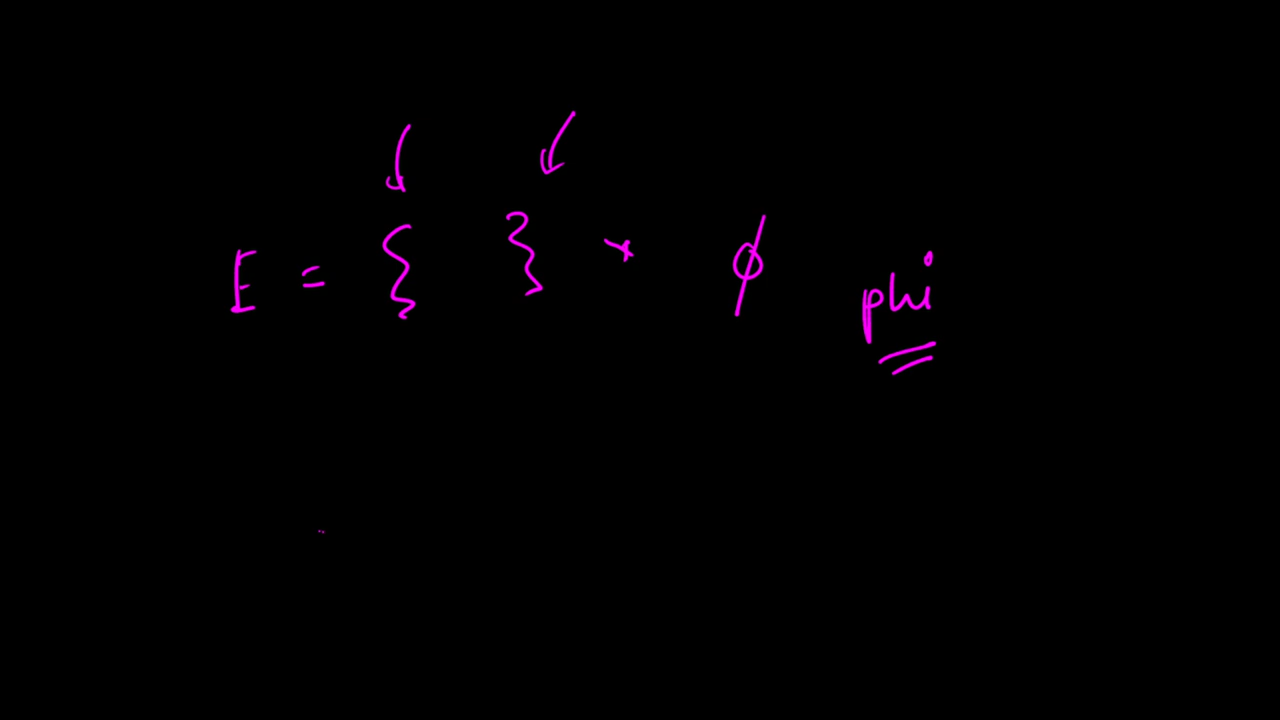 E = { } + ϕ phi